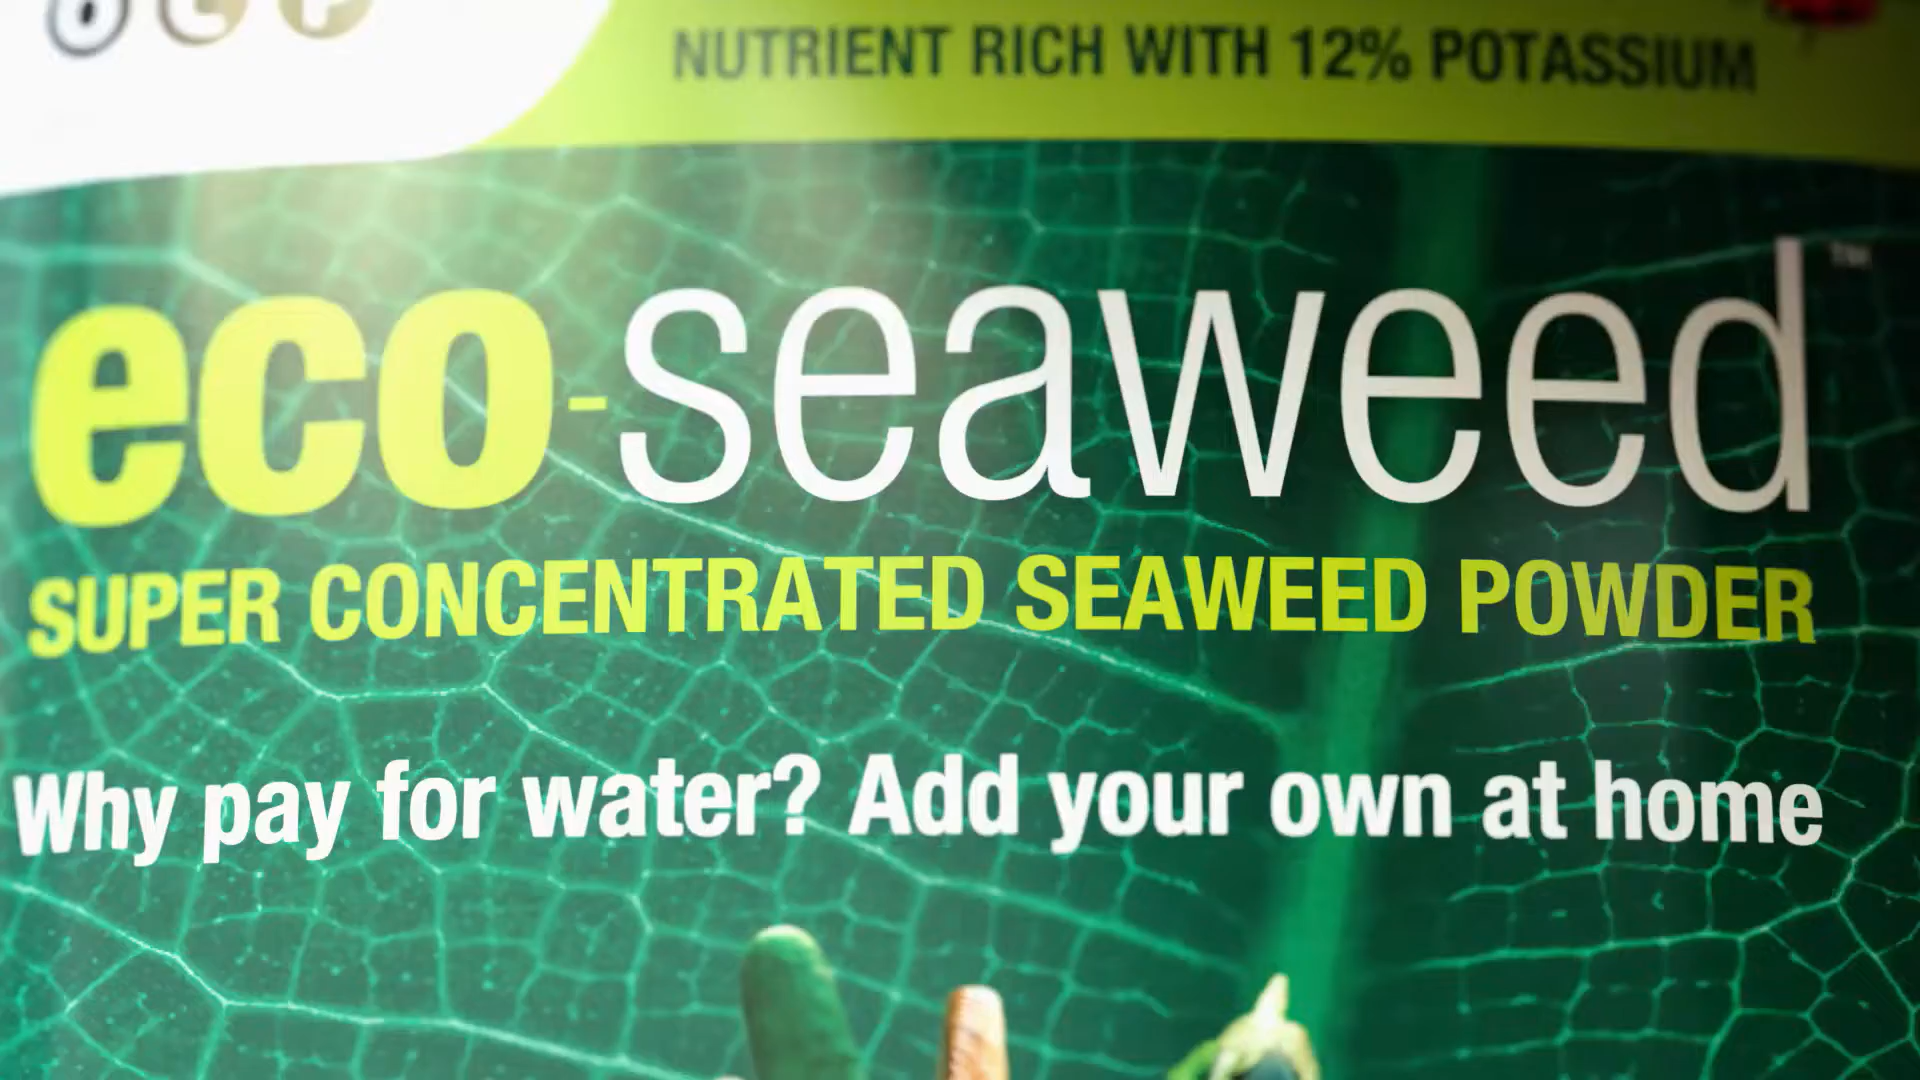 NUTRIENT RICH WITH 12% POTASSIUM
eco-seaweed™
SUPER CONCENTRATED SEAWEED POWDER
Why pay for water? Add your own at home